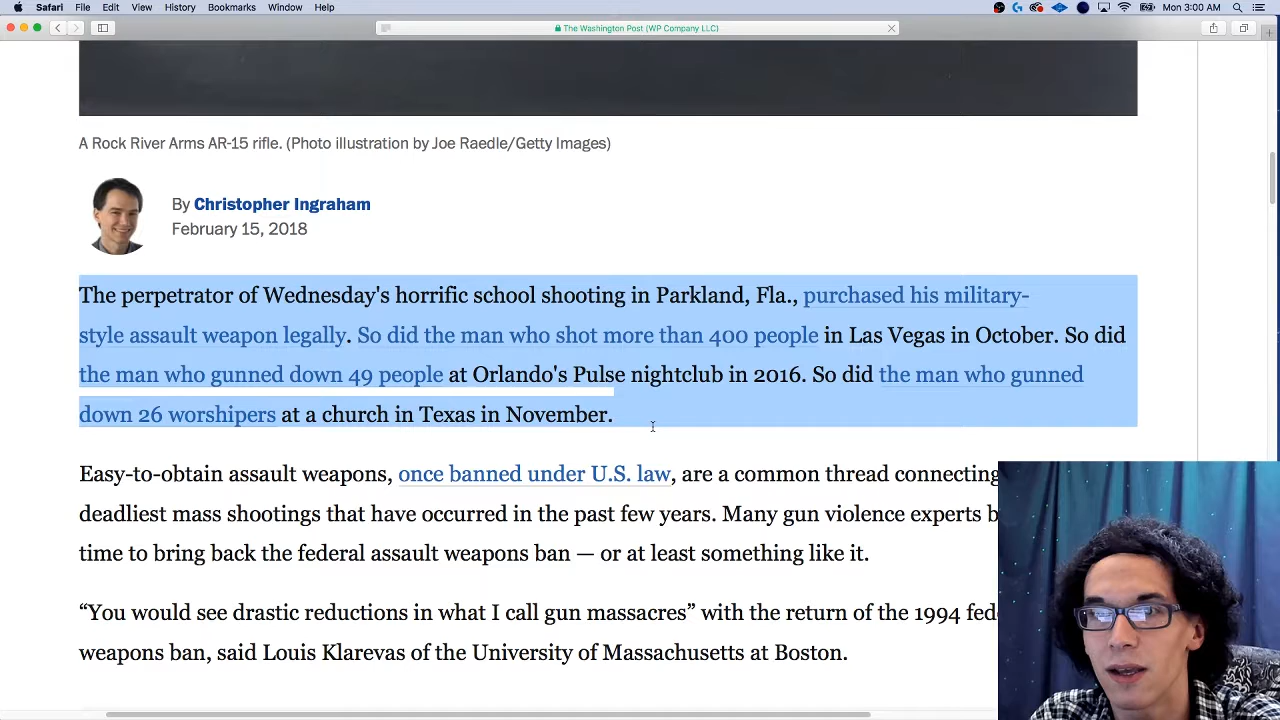 Safari File Edit View History Bookmarks Window Help Mon 3:00 AM
The Washington Post (WP Company LLC)
A Rock River Arms AR-15 rifle. (Photo illustration by Joe Raedle/Getty Images)
By Christopher Ingraham
February 15, 2018
The perpetrator of Wednesday's horrific school shooting in Parkland, Fla., purchased his military-
style assault weapon legally. So did the man who shot more than 400 people in Las Vegas in October. So did
the man who gunned down 49 people at Orlando's Pulse nightclub in 2016. So did the man who gunned
down 26 worshipers at a church in Texas in November.
Easy-to-obtain assault weapons, once banned under U.S. law, are a common thread connecting
deadliest mass shootings that have occurred in the past few years. Many gun violence experts b
time to bring back the federal assault weapons ban — or at least something like it.
“You would see drastic reductions in what I call gun massacres” with the return of the 1994 fed
weapons ban, said Louis Klarevas of the University of Massachusetts at Boston.